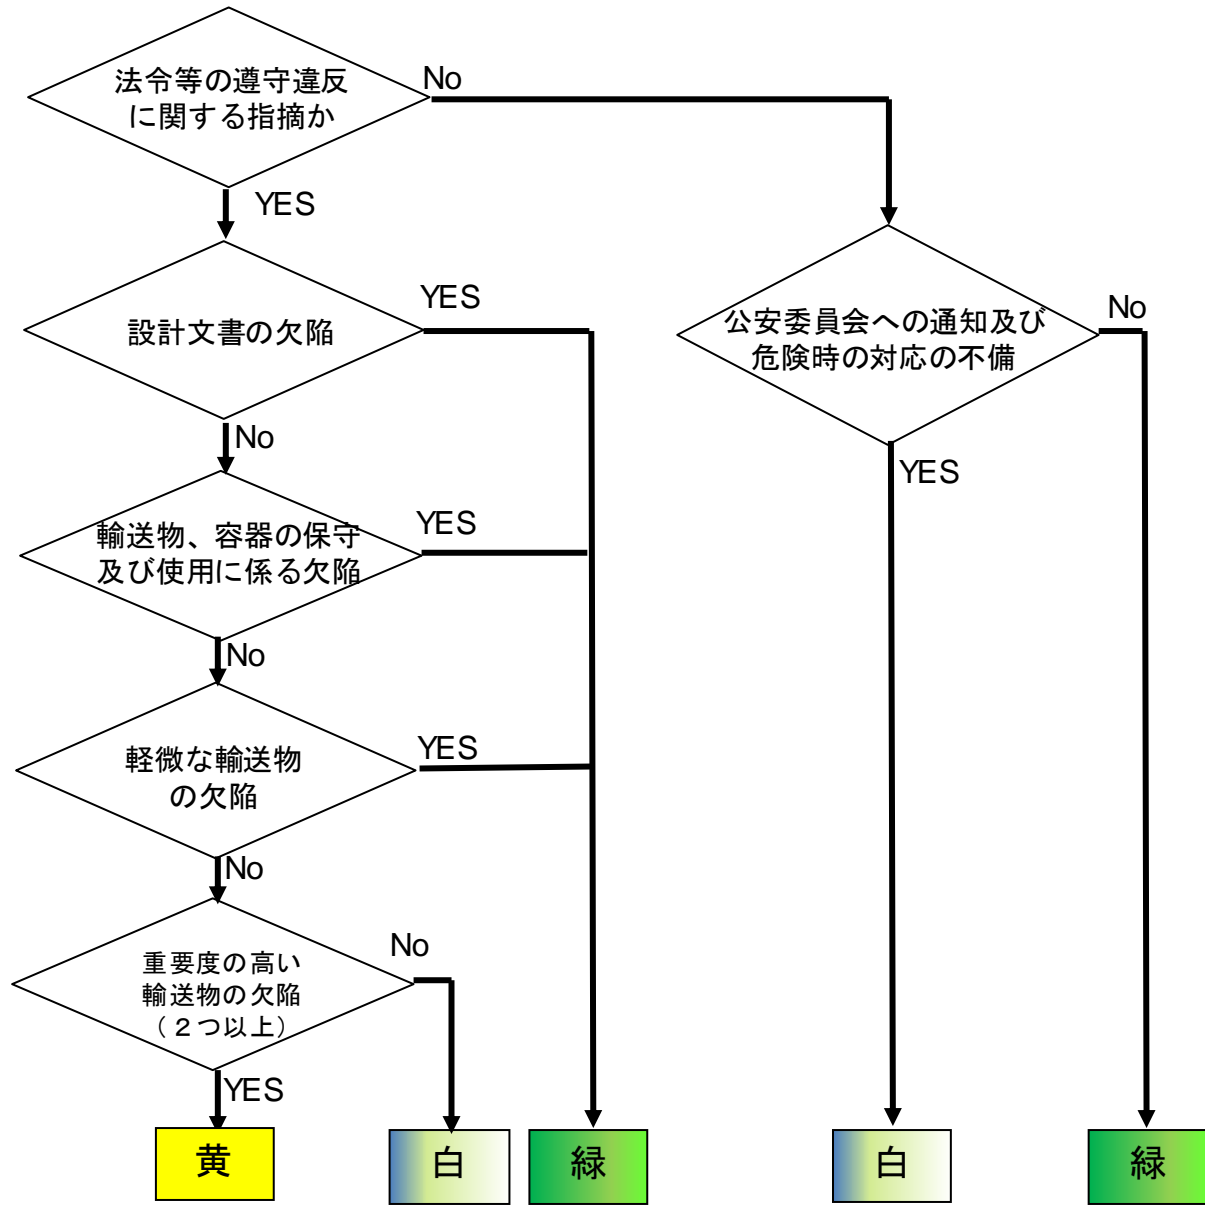 法令等の遵守違反
に関する指摘か
No
YES
設計文書の欠陥
YES
公安委員会への通知及び
危険時の対応の不備
No
No
YES
輸送物、容器の保守
及び使用に係る欠陥
YES
No
軽微な輸送物
の欠陥
YES
No
重要度の高い
輸送物の欠陥
（２つ以上）
No
YES
黄
白
緑
白
緑